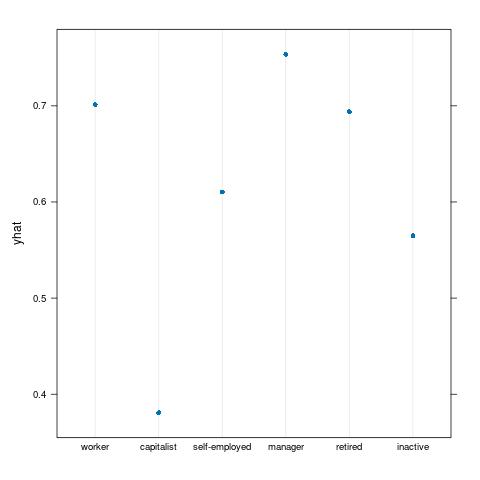 yhat
0.7
0.6
0.5
0.4
worker capitalist self-employed manager retired inactive